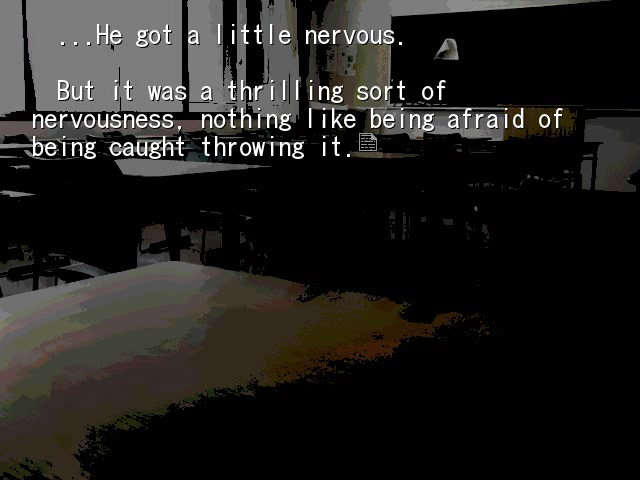 ...He got a little nervous.
But it was a thrilling sort of
nervousness, nothing like being afraid of
being caught throwing it.